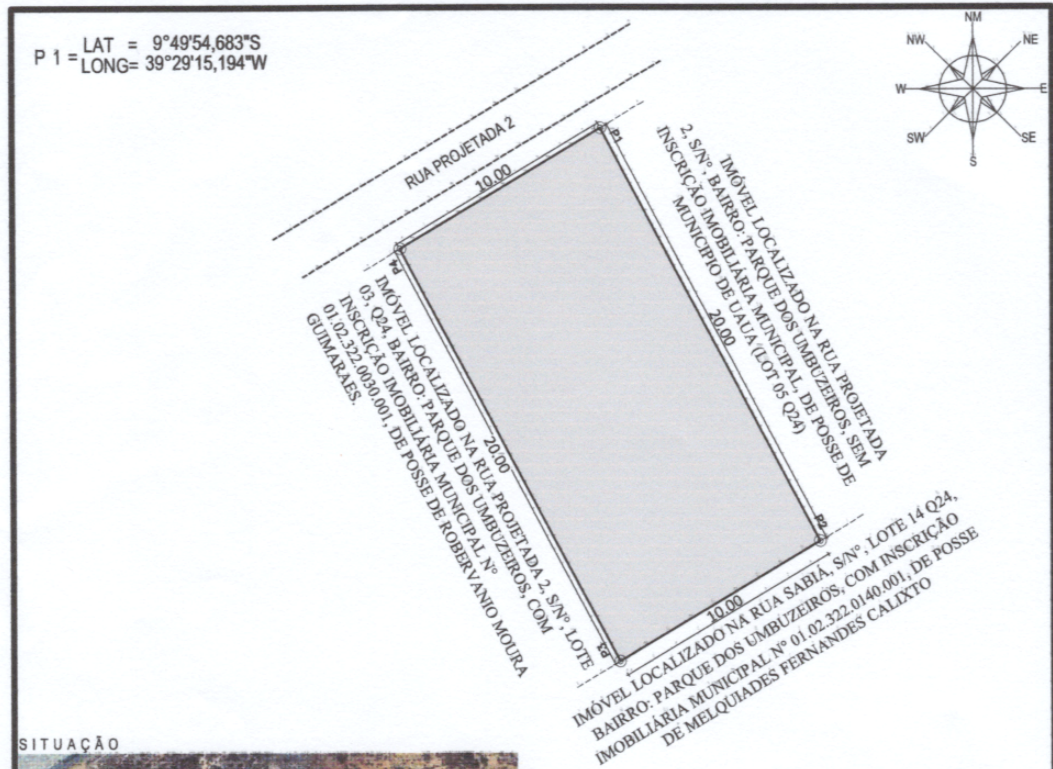 P 1 = LAT = 9°49'54,683"S
LONG= 39°29'15,194"W
NM
NW
NE
W
E
SW
SE
S
RUA PROJETADA 2
10.00
P1
P4
IMÓVEL LOCALIZADO NA RUA PROJETADA
2, S/Nº, BAIRRO: PARQUE DOS UMBUZEIROS, SEM
INSCRIÇÃO IMOBILIÁRIA MUNICIPAL, DE POSSE DE
MUNICIPIO DE UAUA (LOT 05 Q24)
20.00
IMÓVEL LOCALIZADO NA RUA PROJETADA 2, S/Nº, LOTE
03, Q24, BAIRRO: PARQUE DOS UMBUZEIROS, COM
INSCRIÇÃO IMOBILIÁRIA MUNICIPAL Nº
01.02.322.0030.001, DE POSSE DE ROBERVANIO MOURA
GUIMARAES.
20.00
P2
P3
10.00
IMÓVEL LOCALIZADO NA RUA SABIÁ, S/Nº, LOTE 14 Q24,
BAIRRO: PARQUE DOS UMBUZEIROS, COM INSCRIÇÃO
IMOBILIÁRIA MUNICIPAL Nº 01.02.322.0140.001, DE POSSE
DE MELQUIADES FERNANDES CALIXTO
SITUAÇÃO